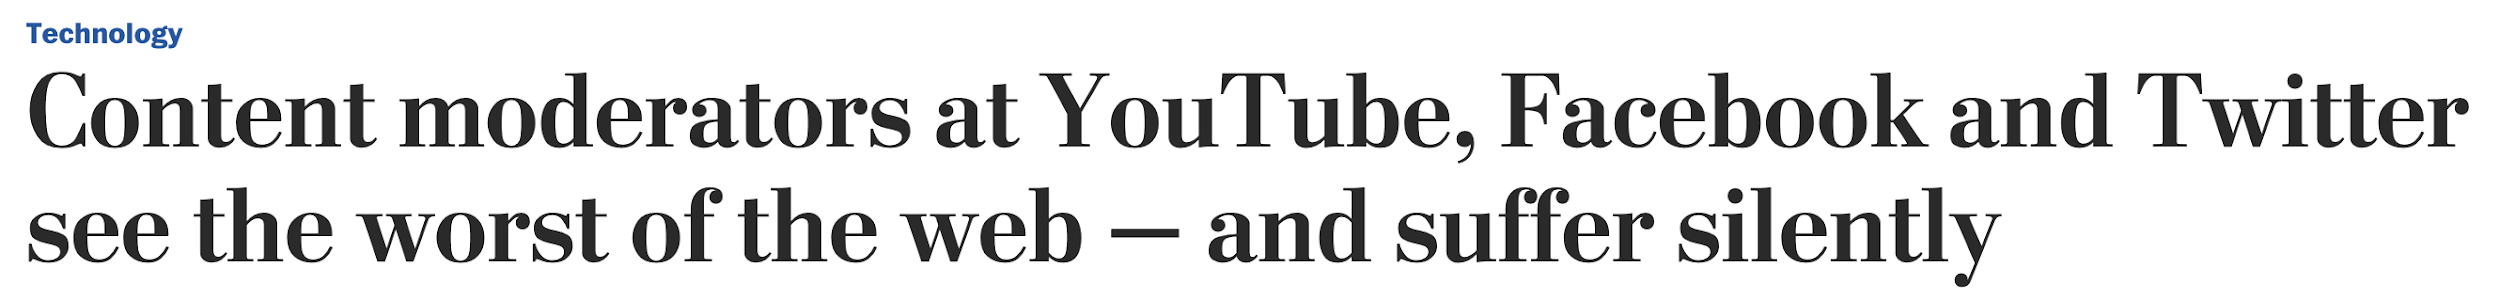 Technology
Content moderators at YouTube, Facebook and Twitter
see the worst of the web — and suffer silently